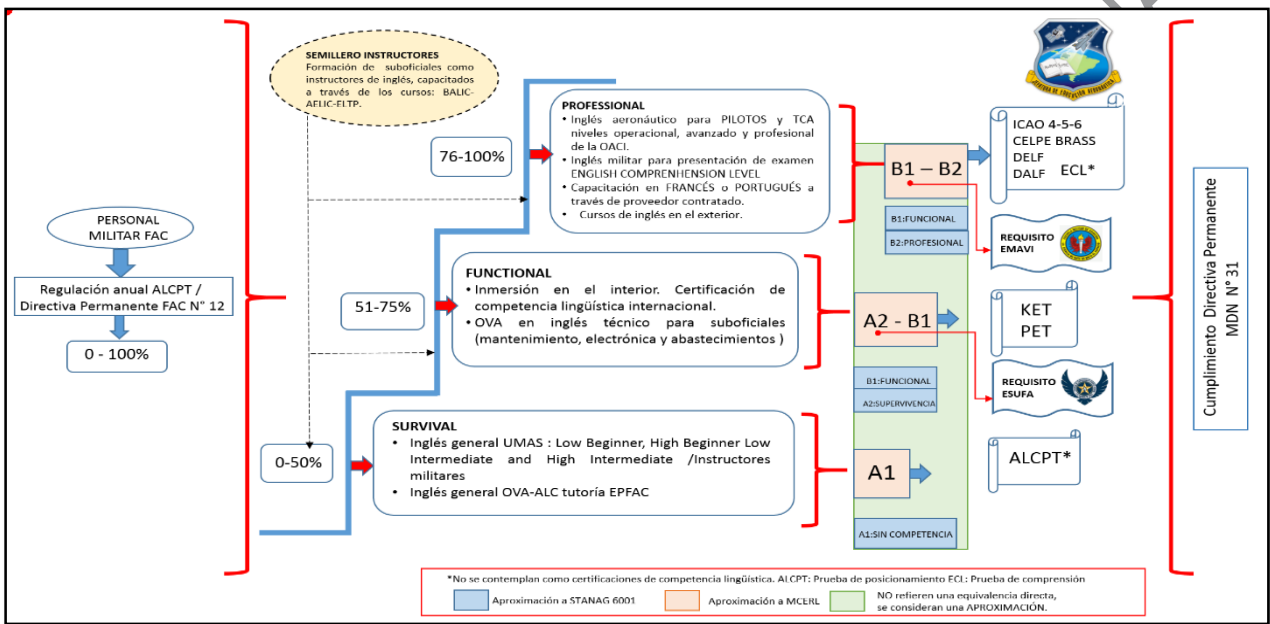 SEMILLERO INSTRUCTORES
Formación de suboficiales como
instructores de inglés, capacitados
a través de los cursos: BALIC-
AELIC-ELTP.
PERSONAL
MILITAR FAC
Regulación anual ALCPT /
Directiva Permanente FAC N° 12
0 - 100%
76-100%
PROFESSIONAL
• Inglés aeronáutico para PILOTOS y TCA
niveles operacional, avanzado y profesional
de la OACI.
• Inglés militar para presentación de examen
ENGLISH COMPRENHENSION LEVEL
• Capacitación en FRANCÉS o PORTUGUÉS a
través de proveedor contratado.
• Cursos de inglés en el exterior.
B1 – B2
B1:FUNCIONAL
B2:PROFESIONAL
ICAO 4-5-6
CELPE BRASS
DELF
DALF ECL*
REQUISITO
EMAVI
51-75%
FUNCTIONAL
• Inmersión en el interior. Certificación de
competencia lingüística internacional.
• OVA en inglés técnico para suboficiales
(mantenimiento, electrónica y abastecimientos )
A2 - B1
B1:FUNCIONAL
A2:SUPERVIVENCIA
KET
PET
REQUISITO
ESUFA
0-50%
SURVIVAL
• Inglés general UMAS : Low Beginner, High Beginner Low
Intermediate and High Intermediate /Instructores
militares
• Inglés general OVA-ALC tutoría EPFAC
A1
A1:SIN COMPETENCIA
ALCPT*
Cumplimiento Directiva Permanente
MDN N° 31
*No se contemplan como certificaciones de competencia lingüística. ALCPT: Prueba de posicionamiento ECL: Prueba de comprensión
Aproximación a STANAG 6001
Aproximación a MCERL
NO refieren una equivalencia directa,
se consideran una APROXIMACIÓN.